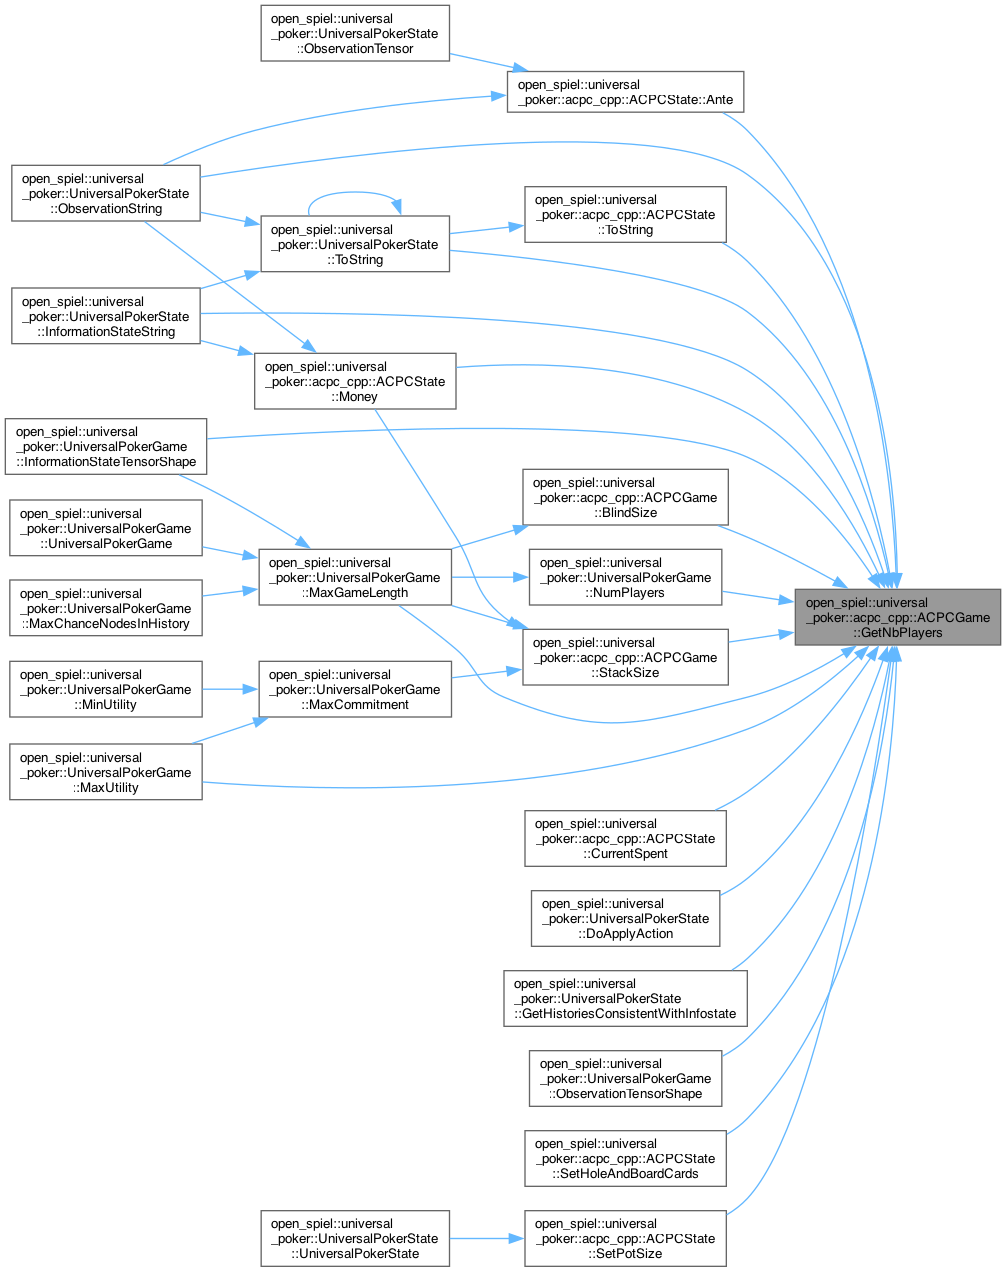 open_spiel::universal
_poker::UniversalPokerState
::ObservationTensor
open_spiel::universal
_poker::acpc_cpp::ACPCState::Ante
open_spiel::universal
_poker::UniversalPokerState
::ObservationString
open_spiel::universal
_poker::acpc_cpp::ACPCState
::ToString
open_spiel::universal
_poker::UniversalPokerState
::ToString
open_spiel::universal
_poker::UniversalPokerState
::InformationStateString
open_spiel::universal
_poker::acpc_cpp::ACPCState
::Money
open_spiel::universal
_poker::UniversalPokerGame
::InformationStateTensorShape
open_spiel::universal
_poker::acpc_cpp::ACPCGame
::BlindSize
open_spiel::universal
_poker::UniversalPokerGame
::UniversalPokerGame
open_spiel::universal
_poker::UniversalPokerGame
::MaxGameLength
open_spiel::universal
_poker::UniversalPokerGame
::NumPlayers
open_spiel::universal
_poker::UniversalPokerGame
::MaxChanceNodesInHistory
open_spiel::universal
_poker::acpc_cpp::ACPCGame
::GetNbPlayers
open_spiel::universal
_poker::acpc_cpp::ACPCGame
::StackSize
open_spiel::universal
_poker::UniversalPokerGame
::MinUtility
open_spiel::universal
_poker::UniversalPokerGame
::MaxCommitment
open_spiel::universal
_poker::UniversalPokerGame
::MaxUtility
open_spiel::universal
_poker::acpc_cpp::ACPCState
::CurrentSpent
open_spiel::universal
_poker::UniversalPokerState
::DoApplyAction
open_spiel::universal
_poker::UniversalPokerState
::GetHistoriesConsistentWithInfostate
open_spiel::universal
_poker::UniversalPokerGame
::ObservationTensorShape
open_spiel::universal
_poker::acpc_cpp::ACPCState
::SetHoleAndBoardCards
open_spiel::universal
_poker::UniversalPokerState
::UniversalPokerState
open_spiel::universal
_poker::acpc_cpp::ACPCState
::SetPotSize